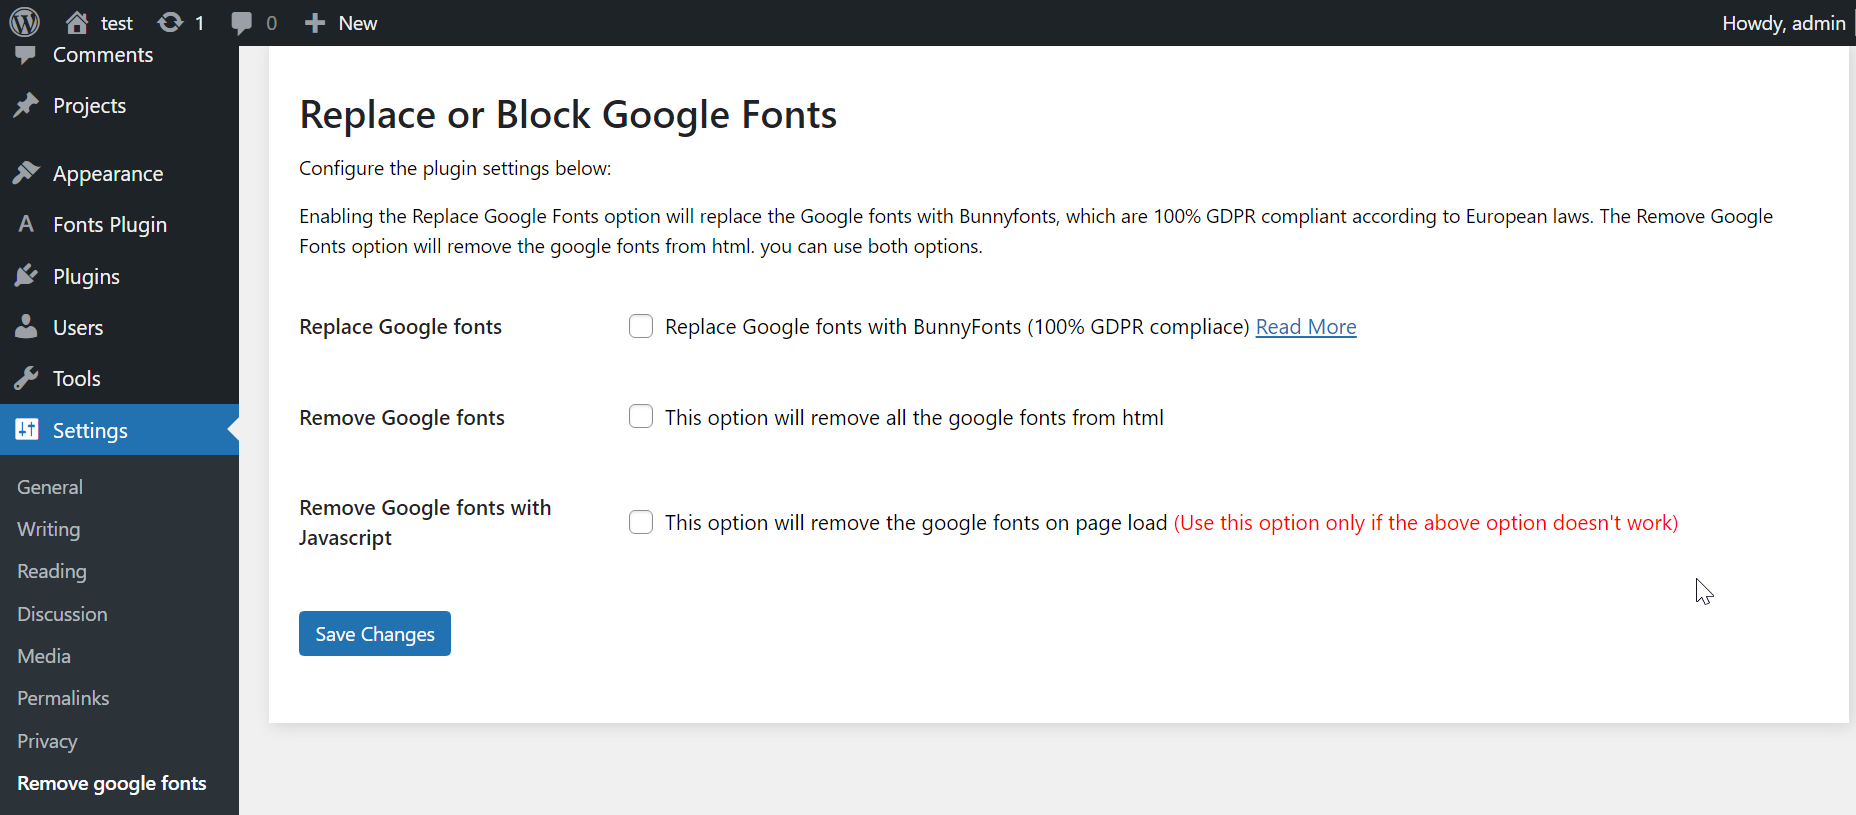 test 1 0 New Howdy, admin
Comments
Projects
Appearance
Fonts Plugin
Plugins
Users
Tools
Settings
General
Writing
Reading
Discussion
Media
Permalinks
Privacy
Remove google fonts
Replace or Block Google Fonts
Configure the plugin settings below:
Enabling the Replace Google Fonts option will replace the Google fonts with Bunnyfonts, which are 100% GDPR compliant according to European laws. The Remove Google
Fonts option will remove the google fonts from html. you can use both options.
Replace Google fonts Replace Google fonts with BunnyFonts (100% GDPR compliace) Read More
Remove Google fonts This option will remove all the google fonts from html
Remove Google fonts with
Javascript
This option will remove the google fonts on page load (Use this option only if the above option doesn't work)
Save Changes